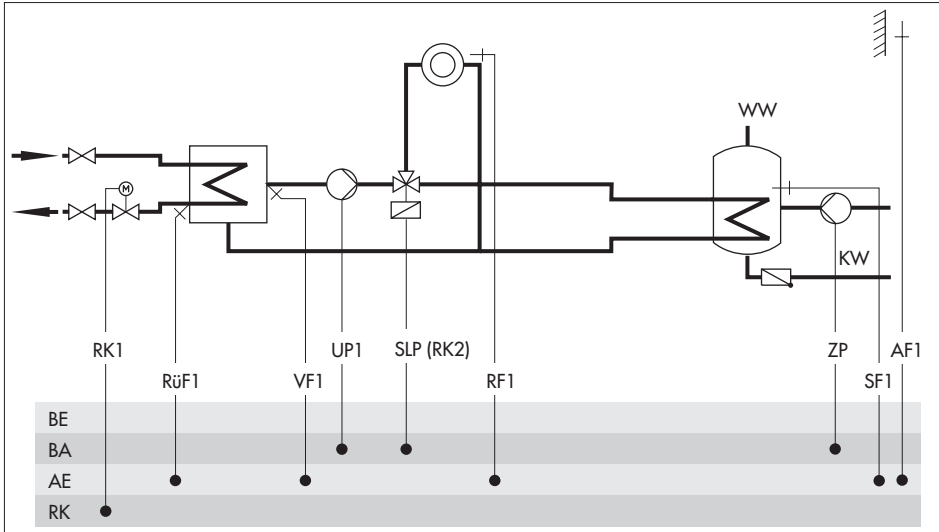 WW
M
KW
RK1
UP1
SLP (RK2)
ZP
AF1
RüF1
VF1
RF1
SF1
BE
BA
AE
RK